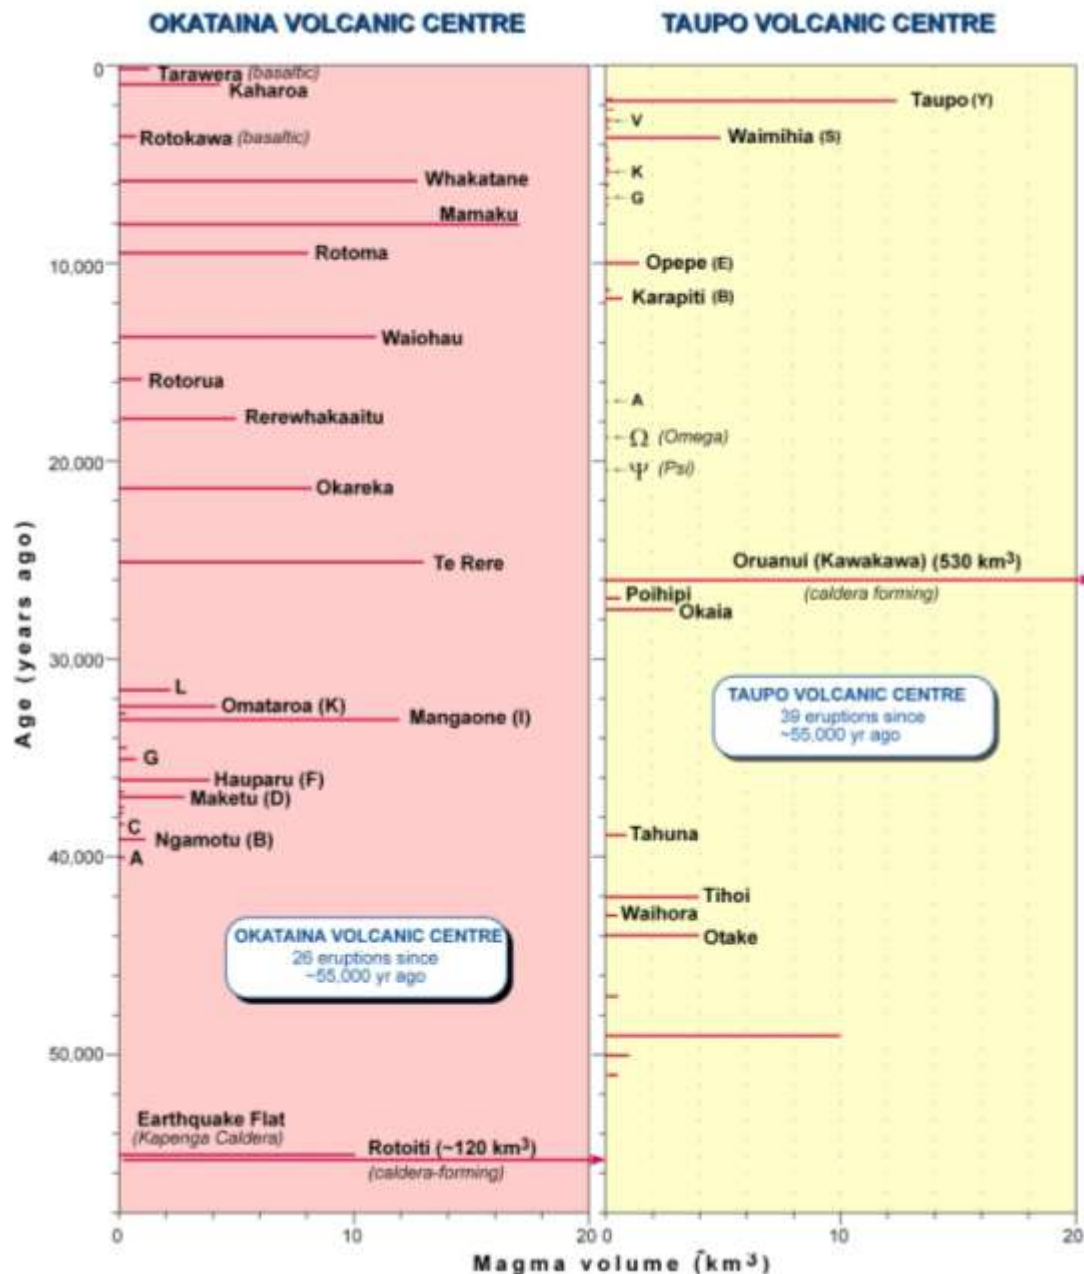 OKATAINA VOLCANIC CENTRE
TAUPO VOLCANIC CENTRE
Age (years ago)
0
10,000
20,000
30,000
40,000
50,000
Tarawera (basaltic)
Kaharoa
Rotokawa (basaltic)
Whakatane
Mamaku
Rotoma
Waiohau
Rotorua
Rerewhakaaitu
Okareka
Te Rere
L
Omataroa (K)
Mangaone (I)
G
Hauparu (F)
Maketu (D)
C
Ngamotu (B)
A
OKATAINA VOLCANIC CENTRE
26 eruptions since
~55,000 yr ago
Earthquake Flat
(Kapenga Caldera)
Rotoiti (~120 km³)
(caldera-forming)
0
10
20
Taupo (Y)
V
Waimihia (S)
K
G
Opepe (E)
Karapiti (B)
A
Ω (Omega)
Ψ (Psi)
Oruanui (Kawakawa) (530 km³)
(caldera forming)
Poihipi
Okaia
TAUPO VOLCANIC CENTRE
39 eruptions since
~55,000 yr ago
Tahuna
Tihoi
Waihora
Otake
0
10
20
Magma volume (km³)